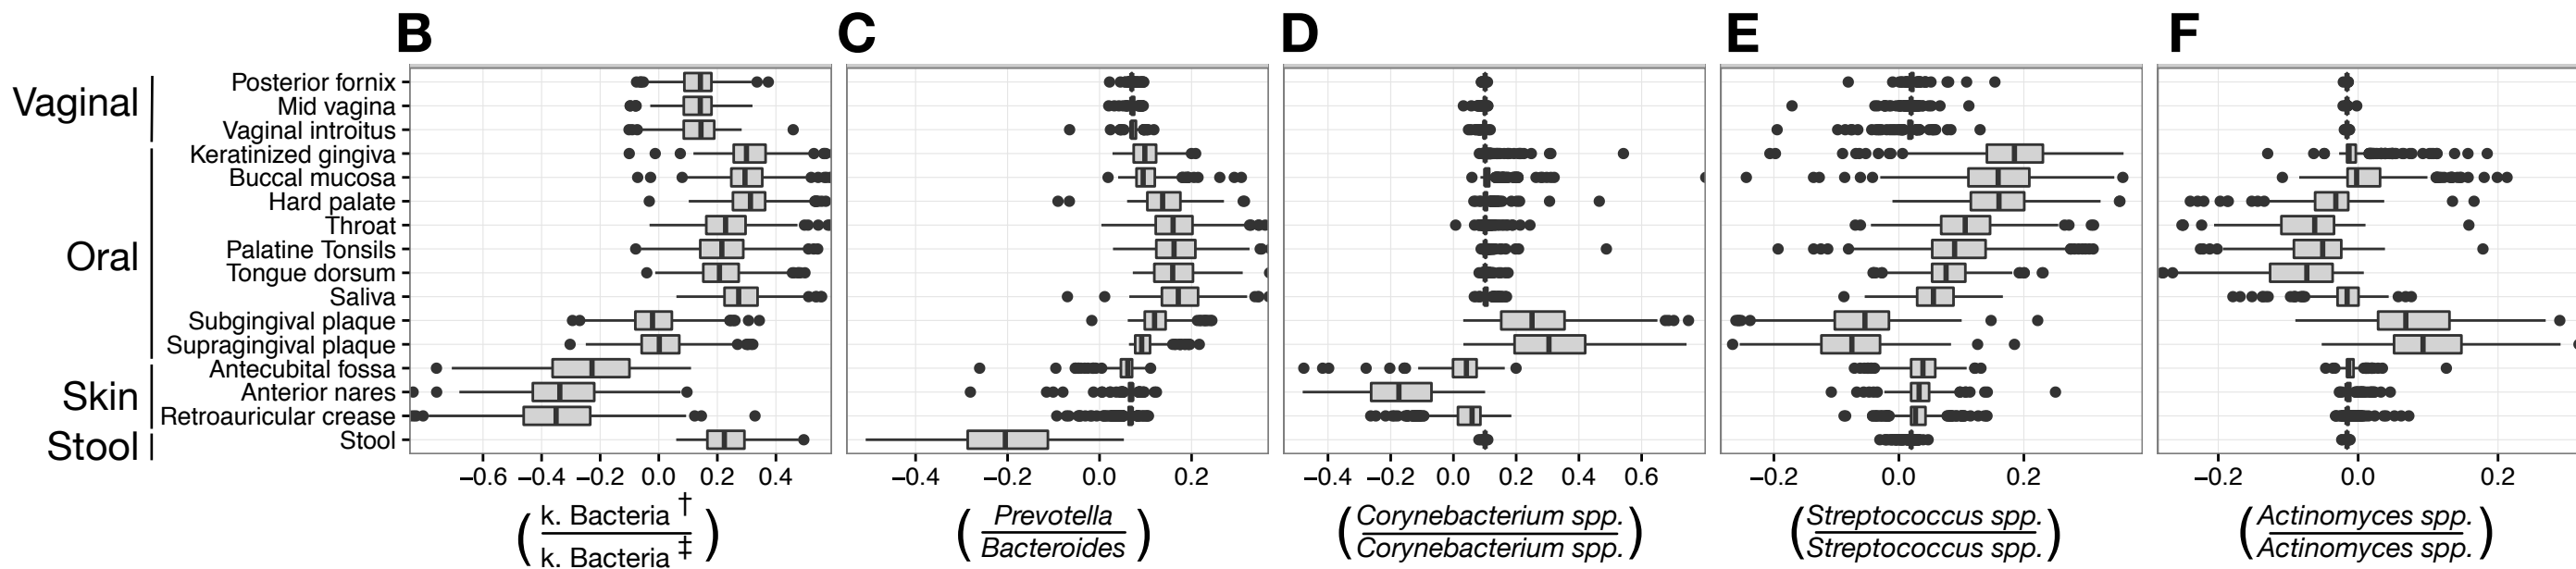 B C D E F
Vaginal
Posterior fornix
Mid vagina
Vaginal introitus
Oral
Keratinized gingiva
Buccal mucosa
Hard palate
Throat
Palatine Tonsils
Tongue dorsum
Saliva
Subgingival plaque
Supragingival plaque
Skin
Antecubital fossa
Anterior nares
Retroauricular crease
Stool
Stool
−0.6 −0.4 −0.2 0.0 0.2 0.4
(k. Bacteria †
k. Bacteria ‡)
−0.4 −0.2 0.0 0.2
(Prevotella
Bacteroides)
−0.4 −0.2 0.0 0.2 0.4 0.6
(Corynebacterium spp.
Corynebacterium spp.)
−0.2 0.0 0.2
(Streptococcus spp.
Streptococcus spp.)
−0.2 0.0 0.2
(Actinomyces spp.
Actinomyces spp.)